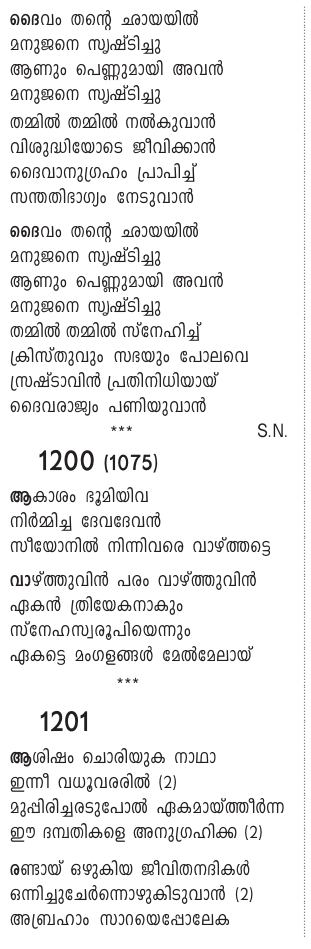 ദൈവം തന്റെ ഛായയിൽ
മനുജനെ സൃഷ്ടിച്ചു
ആണും പെണ്ണുമായി അവൻ
മനുജനെ സൃഷ്ടിച്ചു
തമ്മിൽ തമ്മിൽ നൽകുവാൻ
വിശുദ്ധിയോടെ ജീവിക്കാൻ
ദൈവാനുഗ്രഹം പ്രാപിച്ച്
സന്തതിഭാഗ്യം നേടുവാൻ
ദൈവം തന്റെ ഛായയിൽ
മനുജനെ സൃഷ്ടിച്ചു
ആണും പെണ്ണുമായി അവൻ
മനുജനെ സൃഷ്ടിച്ചു
തമ്മിൽ തമ്മിൽ സ്നേഹിച്ച്
ക്രിസ്തുവും സഭയും പോലവെ
സ്രഷ്ടാവിൻ പ്രതിനിധിയായ്
ദൈവരാജ്യം പണിയുവാൻ
*** S.N.
1200 (1075)
ആകാശം ഭൂമിയിവ
നിർമ്മിച്ച ദേവദേവൻ
സീയോനിൽ നിന്നിവരെ വാഴ്ത്തട്ടെ
വാഴ്ത്തുവിൻ പരം വാഴ്ത്തുവിൻ
ഏകൻ ത്രിയേകനാകും
സ്നേഹസ്വരൂപിയെന്നും
ഏകട്ടെ മംഗളങ്ങൾ മേൽമേലായ്
***
1201
ആശിഷം ചൊരിയുക നാഥാ
ഇന്നീ വധൂവരരിൽ (2)
മുപ്പിരിച്ചരടുപോൽ ഏകമായ്ത്തീർന്ന
ഈ ദമ്പതികളെ അനുഗ്രഹിക്ക (2)
രണ്ടായ് ഒഴുകിയ ജീവിതനദികൾ
ഒന്നിച്ചുചേർന്നൊഴുകിടുവാൻ (2)
അബ്രഹാം സാറയെപ്പോലേക